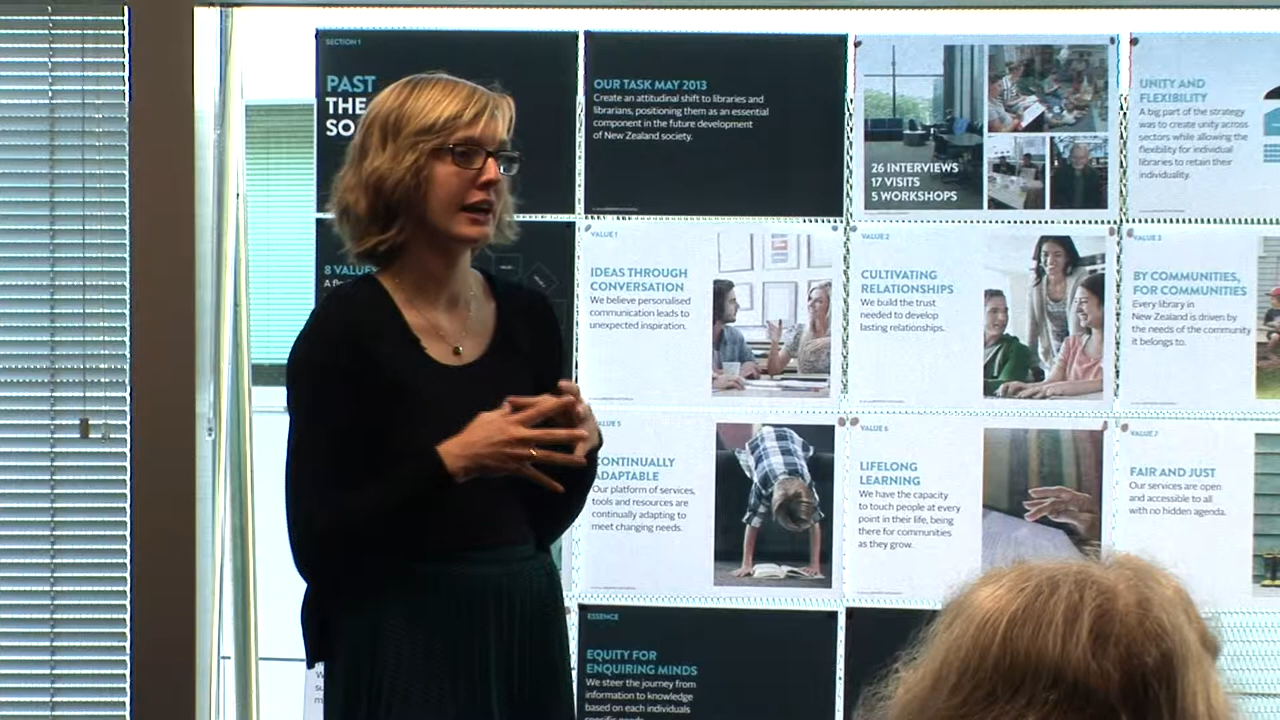 SECTION 1
PAST
THE
SO
OUR TASK MAY 2013
Create an attitudinal shift to libraries and
librarians, positioning them as an essential
component in the future development
of New Zealand society.
26 INTERVIEWS
17 VISITS
5 WORKSHOPS
UNITY AND
FLEXIBILITY
A big part of the strategy
was to create unity across
sectors while allowing the
flexibility for individual
libraries to retain their
individuality.
8 VALUES
VALUE 1
IDEAS THROUGH
CONVERSATION
We believe personalised
communication leads to
unexpected inspiration.
VALUE 2
CULTIVATING
RELATIONSHIPS
We build the trust
needed to develop
lasting relationships.
VALUE 3
BY COMMUNITIES,
FOR COMMUNITIES
Every library in
New Zealand is driven by
the needs of the community
it belongs to.
VALUE 5
CONTINUALLY
ADAPTABLE
Our platform of services,
tools and resources are
continually adapting to
meet changing needs.
VALUE 6
LIFELONG
LEARNING
We have the capacity
to touch people at every
point in their life, being
there for communities
as they grow.
VALUE 7
FAIR AND JUST
Our services are open
and accessible to all
with no hidden agenda.
ESSENCE
EQUITY FOR
ENQUIRING MINDS
We steer the journey from
information to knowledge
based on each individuals
specific needs